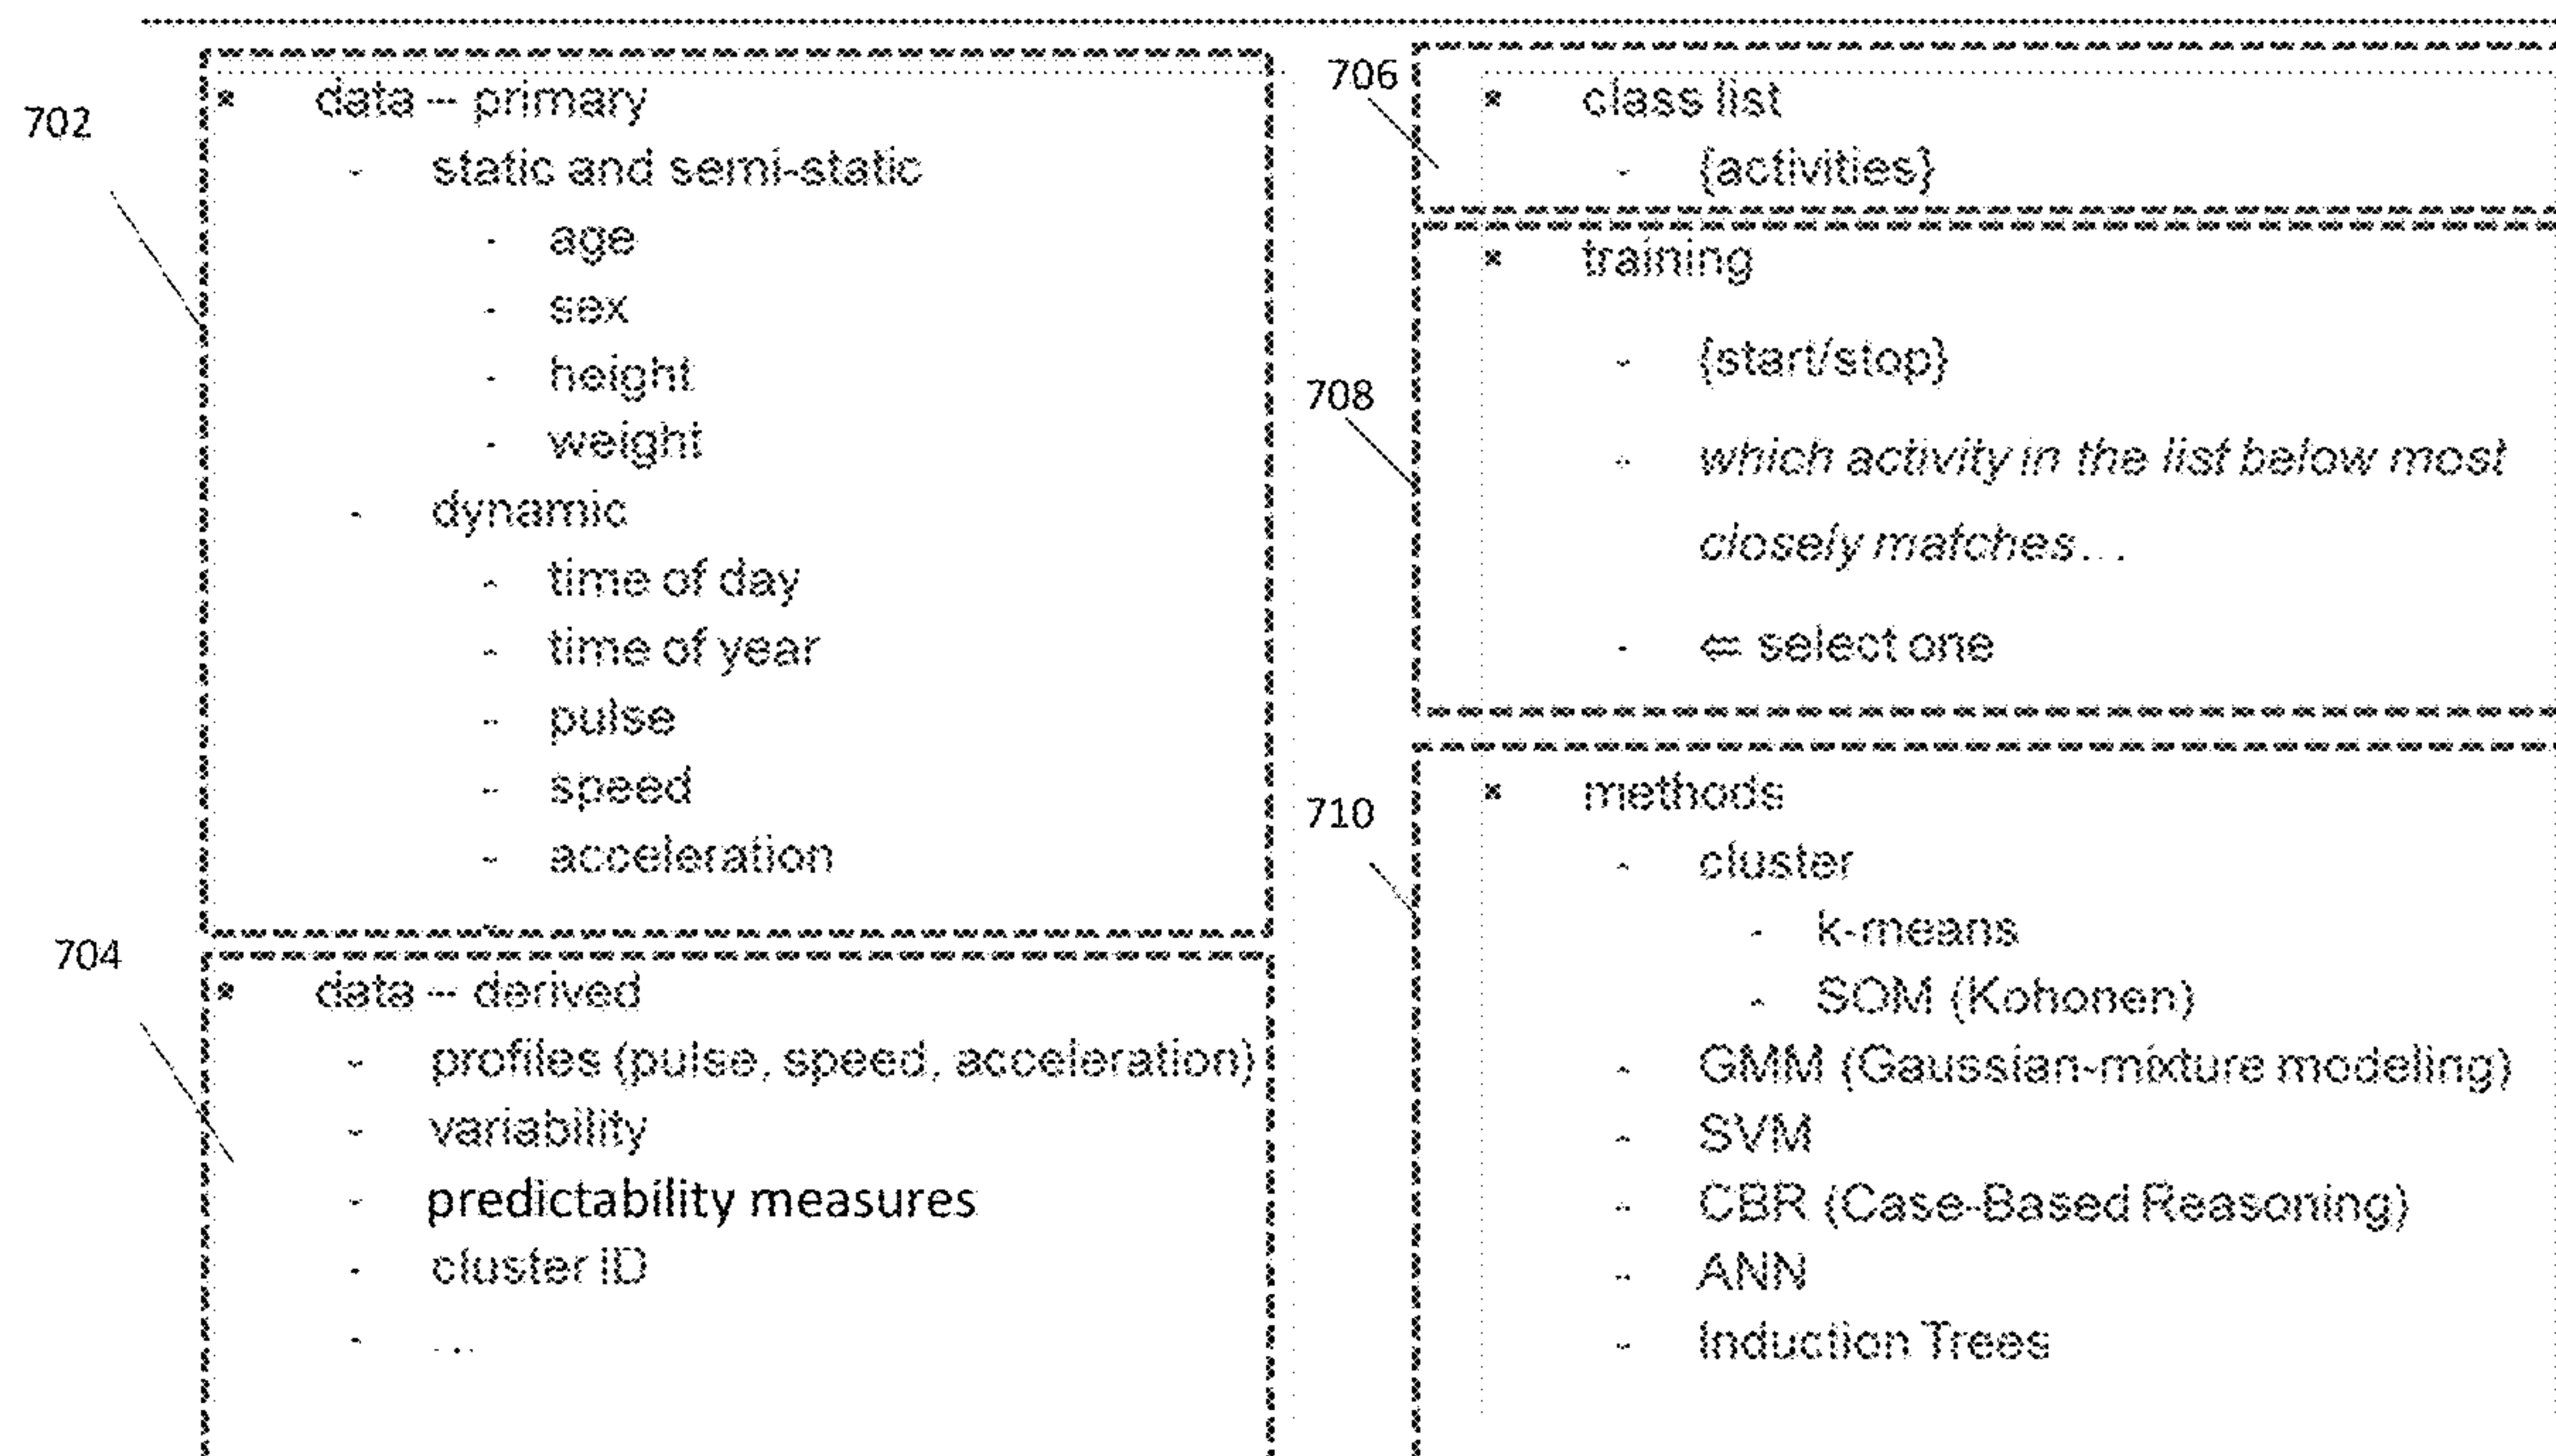 702
data – primary
- static and semi-static
- age
- sex
- height
- weight
- dynamic
- time of day
- time of year
- pulse
- speed
- acceleration
704
data – derived
- profiles (pulse, speed, acceleration)
- variability
- predictability measures
- cluster ID
- ...
706
class list
- {activities}
708
training
- {start/stop}
- which activity in the list below most
closely matches…
- ⇐ select one
710
methods
- cluster
- k-means
- SOM (Kohonen)
- GMM (Gaussian-mixture modeling)
- SVM
- CBR (Case-Based Reasoning)
- ANN
- Induction Trees